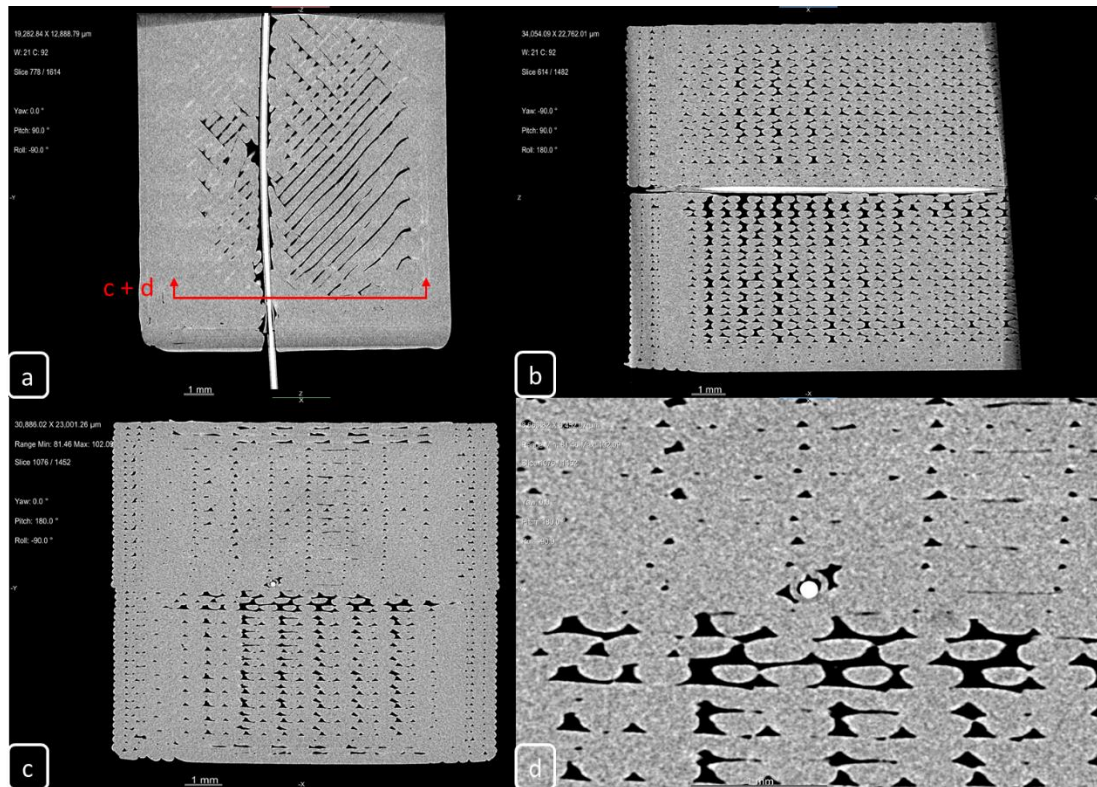 19,282.84 X 12,888.79 µm
W: 21 C: 92
Slice 778 / 1614
Yaw: 0.0 °
Pitch: 90.0 °
Roll: -90.0 °
-Y
c + d
a
1 mm
Z
-X
34,054.09 X 22,762.01 µm
W: 21 C: 92
Slice 614 / 1482
Yaw: -90.0 °
Pitch: 90.0 °
Roll: 180.0 °
Z
b
1 mm
-X
X
30,886.02 X 23,001.26 µm
Range Min: 81.46 Max: 102.09
Slice 1076 / 1452
Yaw: 0.0 °
Pitch: 180.0 °
Roll: -90.0 °
-Y
c
1 mm
-X
d